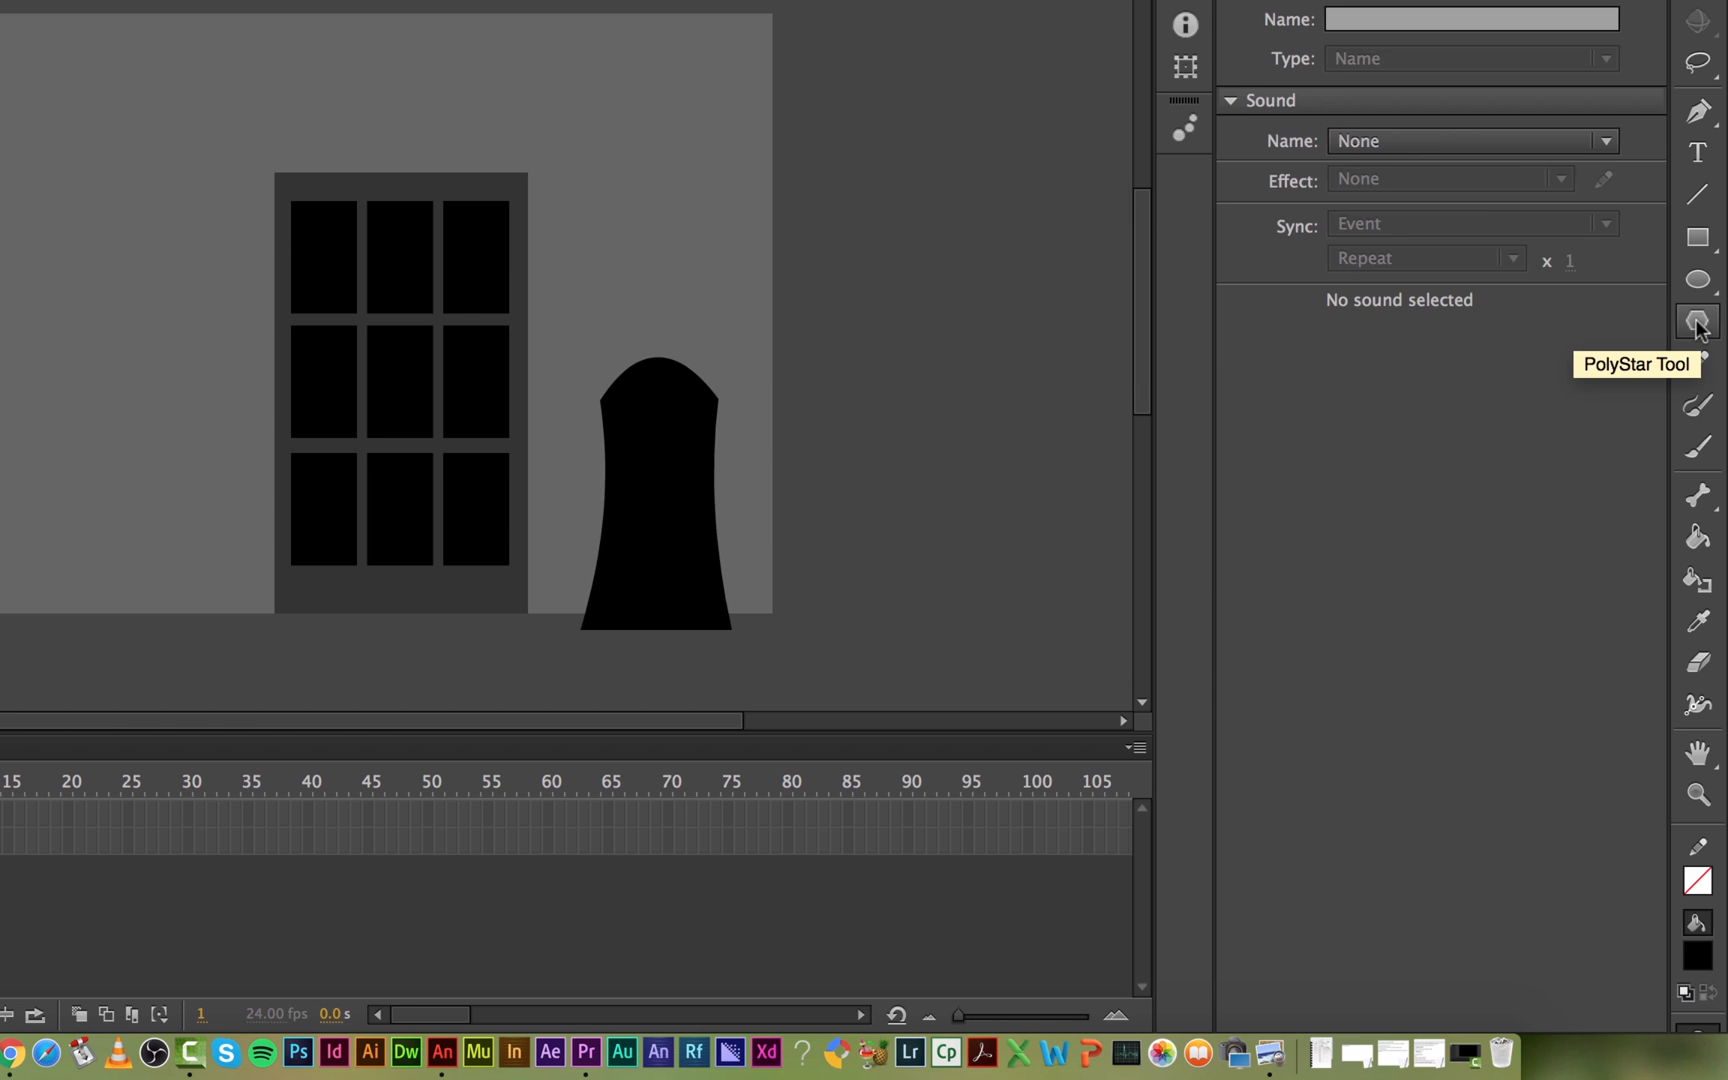 Name:
Type: Name
Sound
Name: None
Effect: None
Sync: Event
Repeat x 1
No sound selected
PolyStar Tool
T
15 20 25 30 35 40 45 50 55 60 65 70 75 80 85 90 95 100 105
1 24.00 fps 0.0 s
Ps Id Ai Dw An Mu In Ae Pr Au An Rf Xd ? Lr Cp X W P